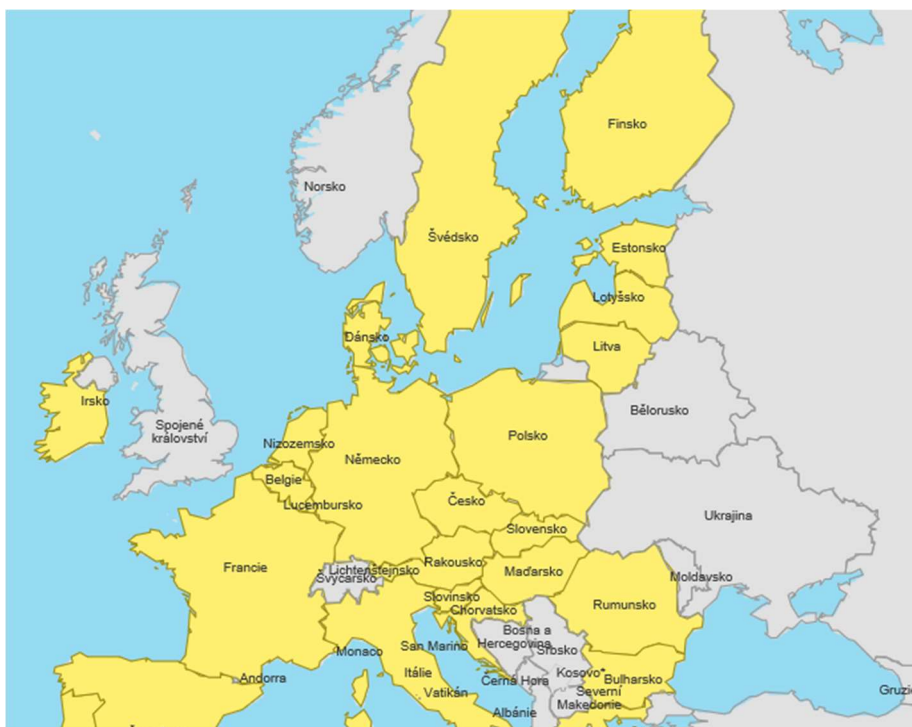 Finsko
Norsko
Švédsko
Estonsko
Lotyšsko
Dánsko
Litva
Irsko
Bělorusko
Spojené
království
Nizozemsko
Polsko
Německo
Belgie
Lucembursko
Česko
Ukrajina
Slovensko
Francie
Rakousko
Lichtenštejnsko
Švýcarsko
Maďarsko
Moldavsko
Slovinsko
Rumunsko
Chorvatsko
Bosna a
Hercegovina
San Marino
Monaco
Srbsko
Itálie
Kosovo*
Andorra
Černá Hora
Bulharsko
Vatikán
Severní
Makedonie
Gruzi
Albánie